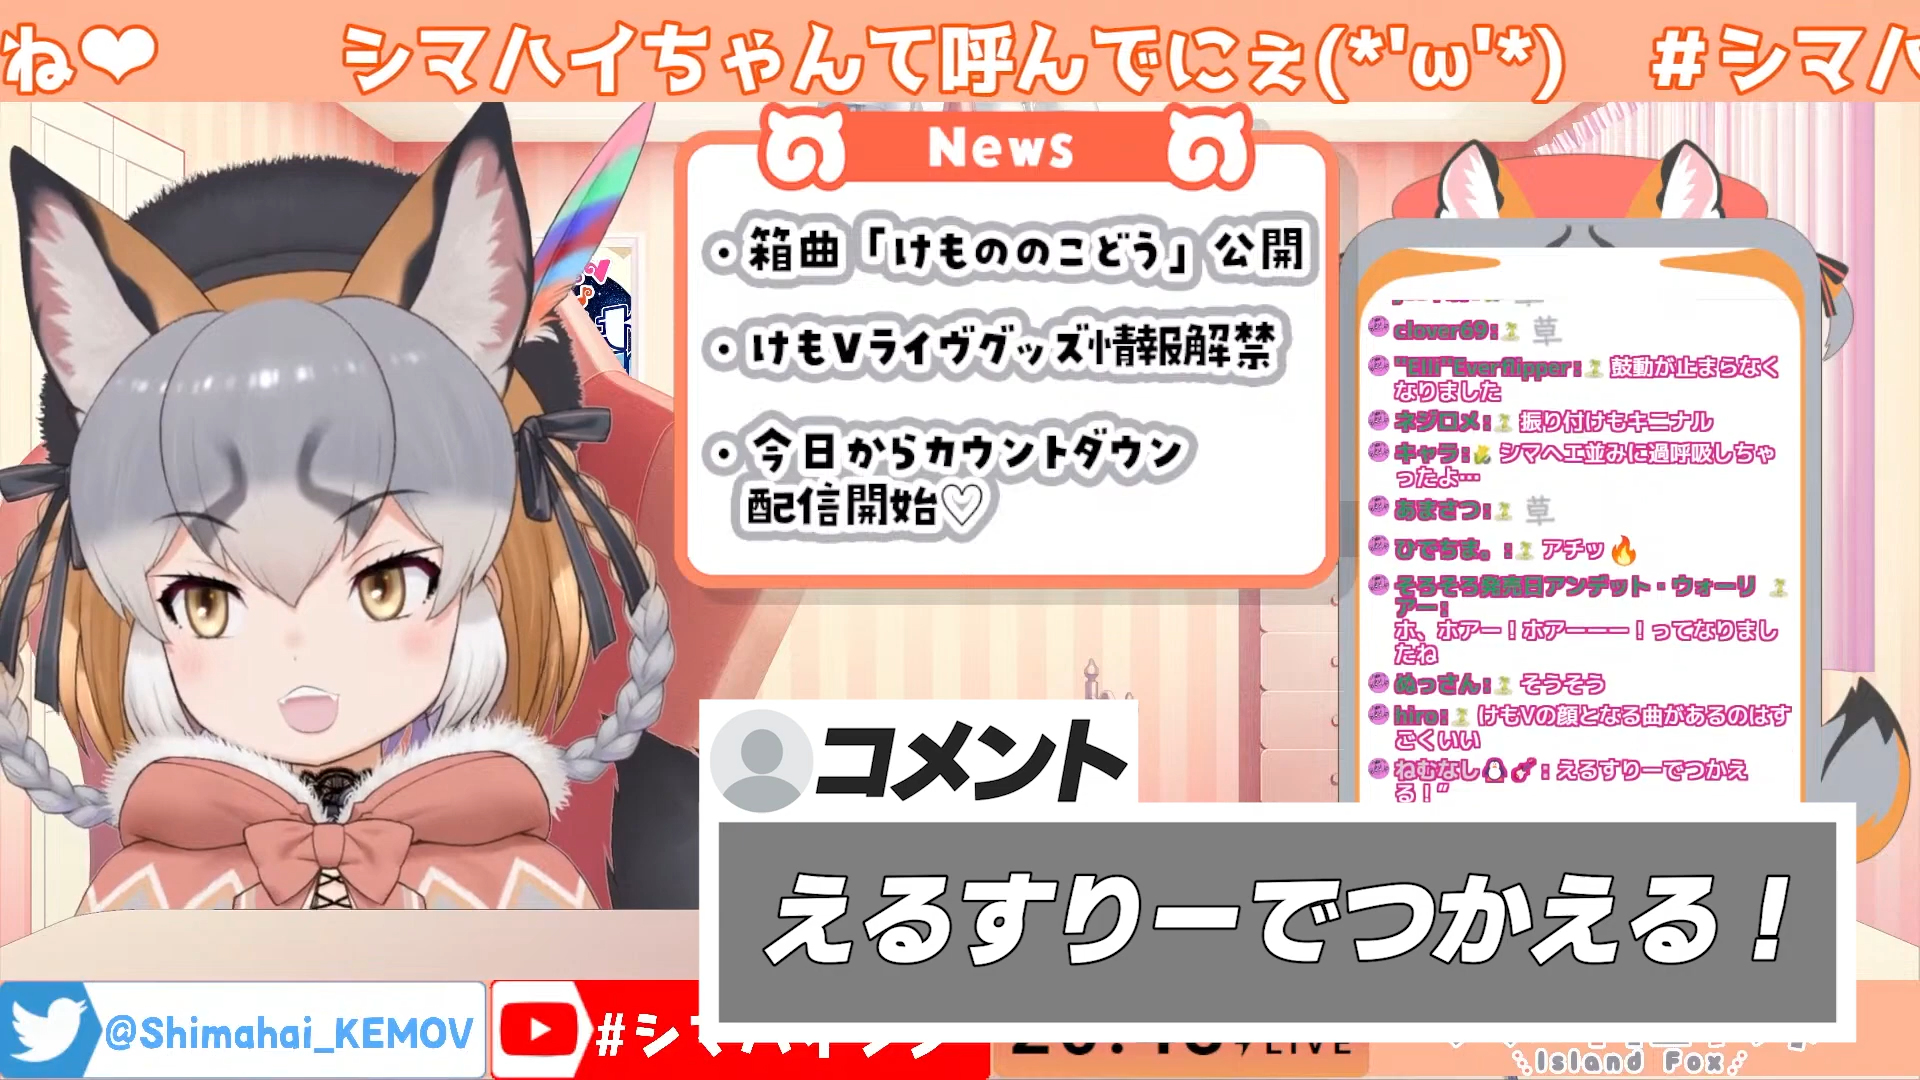 ね❤ シマハイちゃんて呼んでにぇ(*'ω'*) #シマハ
News
・箱曲「けもののこどう」公開
・けもVライヴグッズ情報解禁
・今日からカウントダウン
配信開始♡
clover69: 草
"Elli"Everflipper: 鼓動が止まらなく
なりました
ネジロメ: 振り付けもキニナル
キャラ: シマヘエ並みに過呼吸しちゃ
ったよ…
あまさつ: 草
ひでちま。: アチッ🔥
そろそろ発売日アンデット・ウォーリ
アー:
ホ、ホアー！ホアーーー！ってなりまし
たね
ぬっさん: そうそう
hiro: けもVの顔となる曲があるのはす
ごくいい
ねむなし🐧: えるすりーでつかえ
る！"
コメント
えるすりーでつかえる！
@Shimahai_KEMOV
LIVE
Island Fox